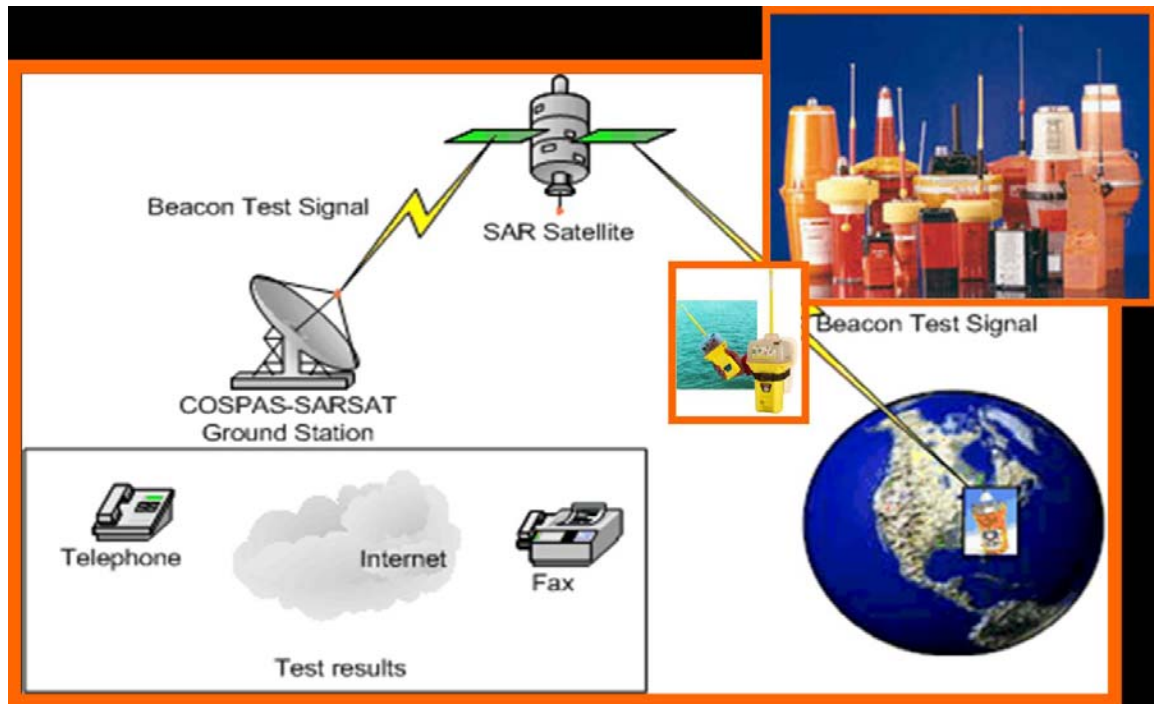 Beacon Test Signal
SAR Satellite
Beacon Test Signal
COSPAS-SARSAT
Ground Station
Telephone
Internet
Fax
Test results